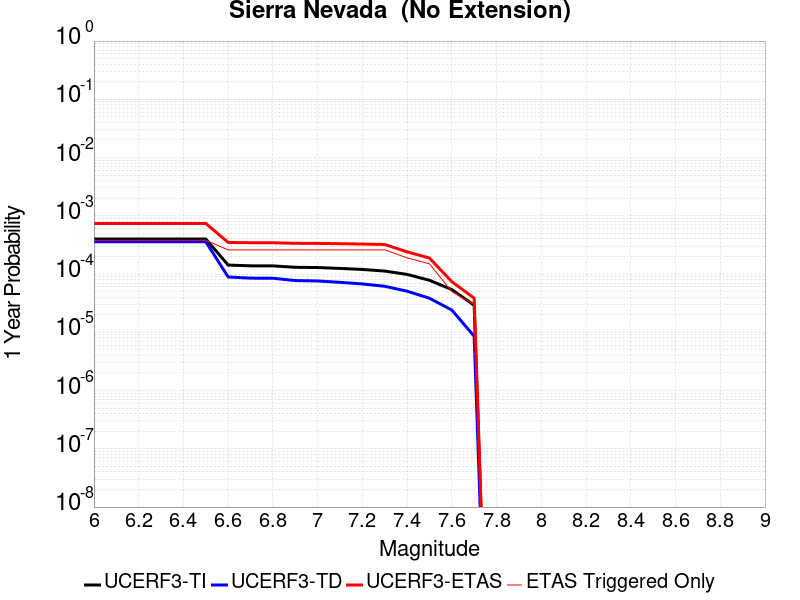 Sierra Nevada  (No Extension)
10^0
10^-1
10^-2
10^-3
10^-4
10^-5
10^-6
10^-7
10^-8
1 Year Probability
6 6.2 6.4 6.6 6.8 7 7.2 7.4 7.6 7.8 8 8.2 8.4 8.6 8.8 9
Magnitude
UCERF3-TI UCERF3-TD UCERF3-ETAS ETAS Triggered Only